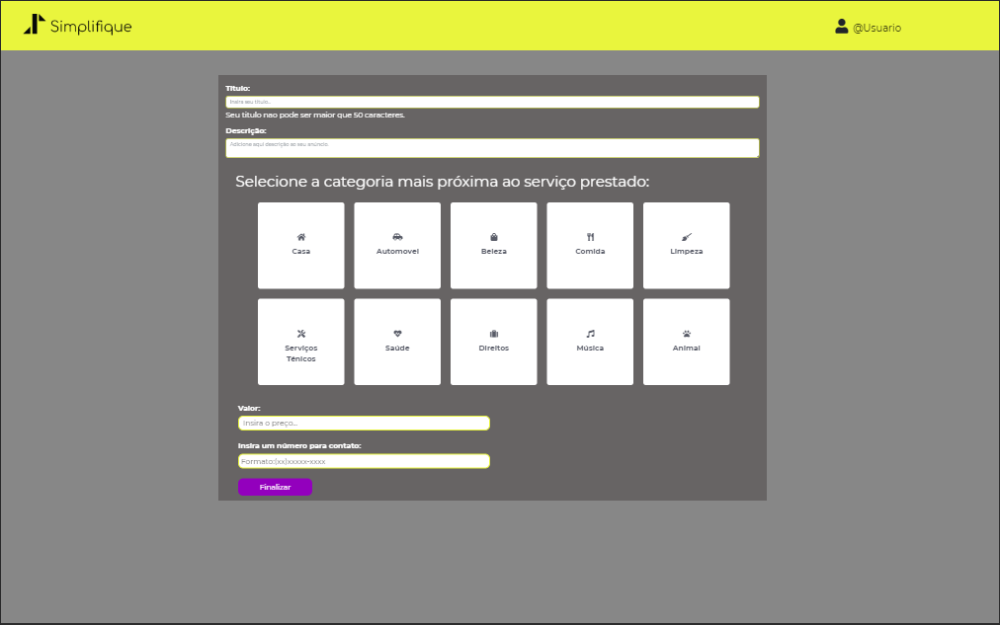 Simplifique
@Usuario
Titulo:
Insira seu titulo...
Seu titulo nao pode ser maior que 50 caracteres.
Descrição:
Adicione aqui descrição ao seu anúncio
Selecione a categoria mais próxima ao serviço prestado:
Casa
Automovel
Beleza
Comida
Limpeza
Serviços
Ténicos
Saúde
Direitos
Música
Animal
Valor:
Insira o preço...
Insira um número para contato:
Formato:(xx)xxxxx-xxxx
Finalizar